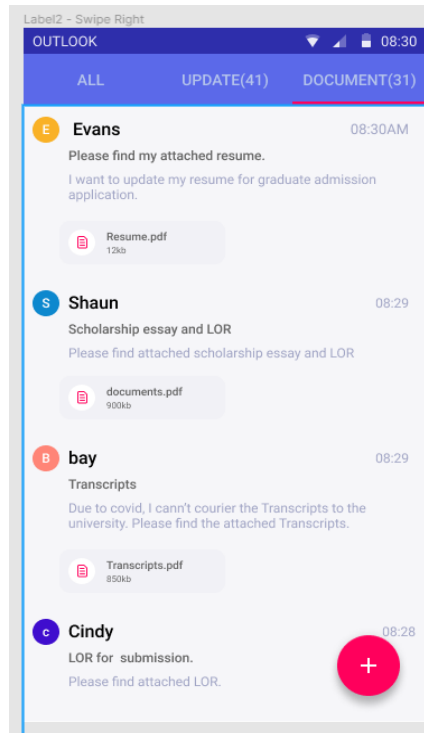 Label2 - Swipe Right
OUTLOOK 08:30
ALL UPDATE(41) DOCUMENT(31)
E Evans 08:30AM
Please find my attached resume.
I want to update my resume for graduate admission
application.
Resume.pdf
12kb
S Shaun 08:29
Scholarship essay and LOR
Please find attached scholarship essay and LOR
documents.pdf
900kb
B bay 08:29
Transcripts
Due to covid, I cann't courier the Transcripts to the
university. Please find the attached Transcripts.
Transcripts.pdf
850kb
c Cindy 08:28
LOR for submission.
Please find attached LOR.
+